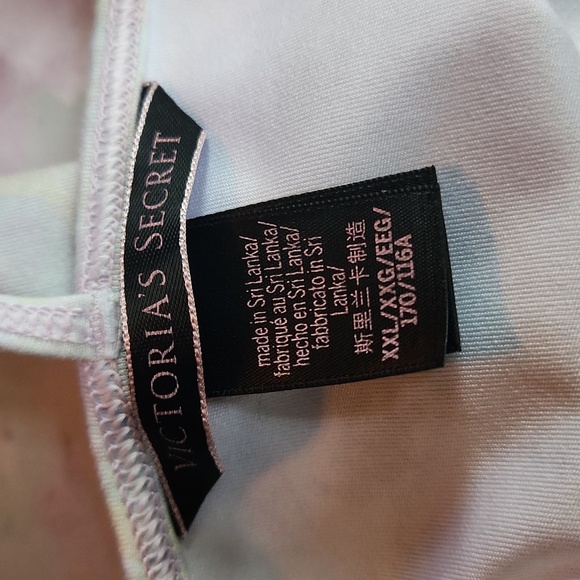 VICTORIA'S SECRET
made in Sri Lanka/
fabriqué au Sri Lanka/
hecho en Sri Lanka/
fabbricato in Sri
Lanka/
斯里兰卡制造
XXL/XXG/EEG/
170/116A